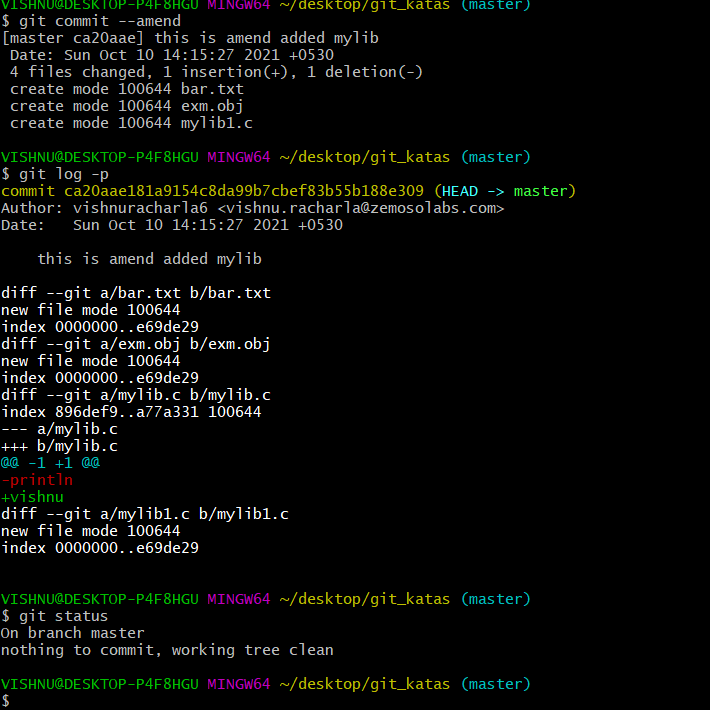 VISHNU@DESKTOP-P4F8HGU MINGW64 ~/desktop/git_katas (master)
$ git commit --amend
[master ca20aae] this is amend added mylib
 Date: Sun Oct 10 14:15:27 2021 +0530
 4 files changed, 1 insertion(+), 1 deletion(-)
 create mode 100644 bar.txt
 create mode 100644 exm.obj
 create mode 100644 mylib1.c

VISHNU@DESKTOP-P4F8HGU MINGW64 ~/desktop/git_katas (master)
$ git log -p
commit ca20aae181a9154c8da99b7cbef83b55b188e309 (HEAD -> master)
Author: vishnuracharla6 <vishnu.racharla@zemosolabs.com>
Date:   Sun Oct 10 14:15:27 2021 +0530

    this is amend added mylib

diff --git a/bar.txt b/bar.txt
new file mode 100644
index 0000000..e69de29
diff --git a/exm.obj b/exm.obj
new file mode 100644
index 0000000..e69de29
diff --git a/mylib.c b/mylib.c
index 896def9..a77a331 100644
--- a/mylib.c
+++ b/mylib.c
@@ -1 +1 @@
-println
+vishnu
diff --git a/mylib1.c b/mylib1.c
new file mode 100644
index 0000000..e69de29

VISHNU@DESKTOP-P4F8HGU MINGW64 ~/desktop/git_katas (master)
$ git status
On branch master
nothing to commit, working tree clean

VISHNU@DESKTOP-P4F8HGU MINGW64 ~/desktop/git_katas (master)
$